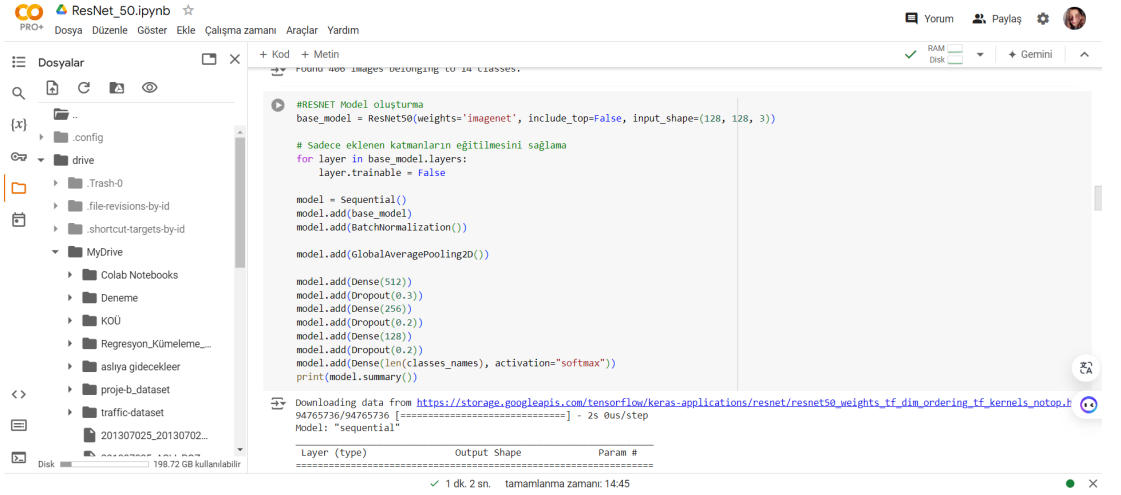 CO
PRO+
ResNet_50.ipynb
Dosya Düzenle Göster Ekle Çalışma zamanı Araçlar Yardım
Yorum
Paylaş
Dosyalar
+ Kod + Metin
RAM
Disk
Gemini
..
.config
drive
.Trash-0
.file-revisions-by-id
.shortcut-targets-by-id
MyDrive
Colab Notebooks
Deneme
KOÜ
Regresyon_Kümeleme_...
aslıya gidecekleer
proje-b_dataset
traffic-dataset
201307025_20130702...
Disk 198.72 GB kullanılabilir
{x}
Found 406 images belonging to 14 classes.
#RESNET Model oluşturma
base_model = ResNet50(weights='imagenet', include_top=False, input_shape=(128, 128, 3))
# Sadece eklenen katmanların eğitilmesini sağlama
for layer in base_model.layers:
    layer.trainable = False
model = Sequential()
model.add(base_model)
model.add(BatchNormalization())
model.add(GlobalAveragePooling2D())
model.add(Dense(512))
model.add(Dropout(0.3))
model.add(Dense(256))
model.add(Dropout(0.2))
model.add(Dense(128))
model.add(Dropout(0.2))
model.add(Dense(len(classes_names), activation="softmax"))
print(model.summary())
Downloading data from https://storage.googleapis.com/tensorflow/keras-applications/resnet/resnet50_weights_tf_dim_ordering_tf_kernels_notop.h
94765736/94765736 [==============================] - 2s 0us/step
Model: "sequential"
_________________________________________________________________
Layer (type) Output Shape Param #
=================================================================
1 dk. 2 sn. tamamlanma zamanı: 14:45